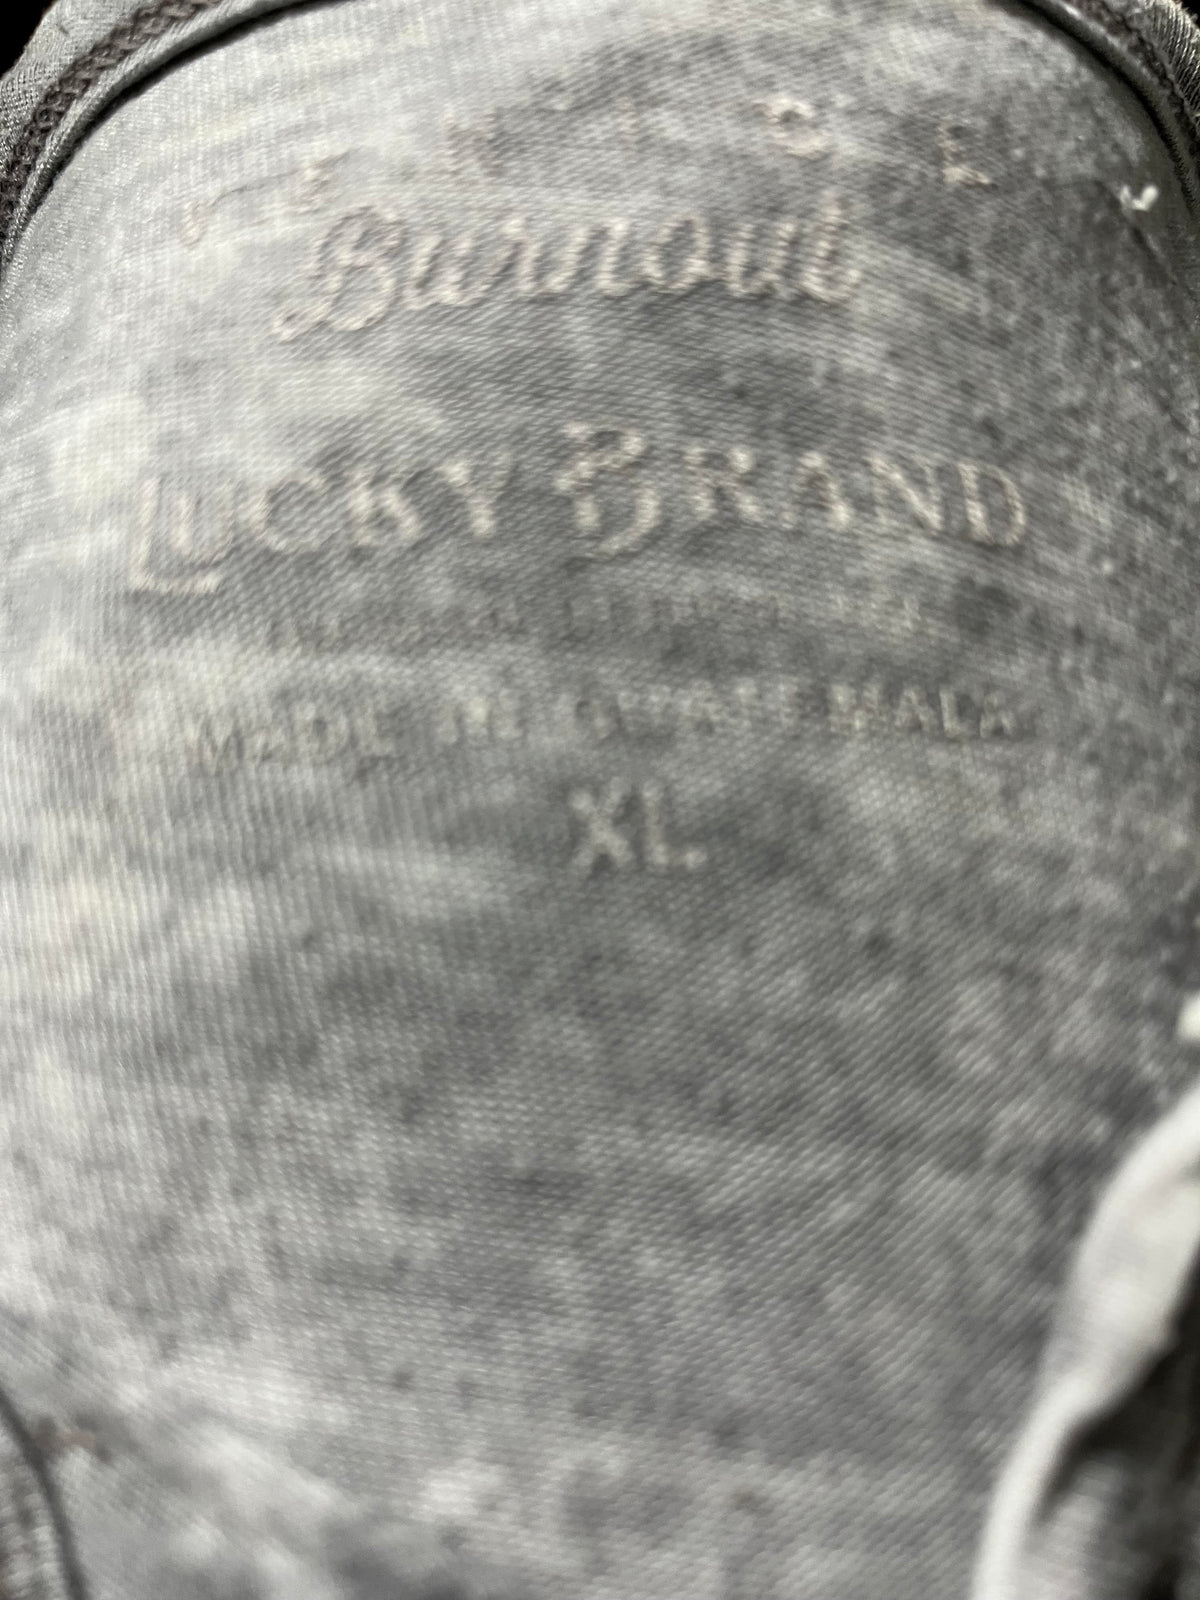 Burnout
LUCKY BRAND
MADE IN GUATEMALA
XL